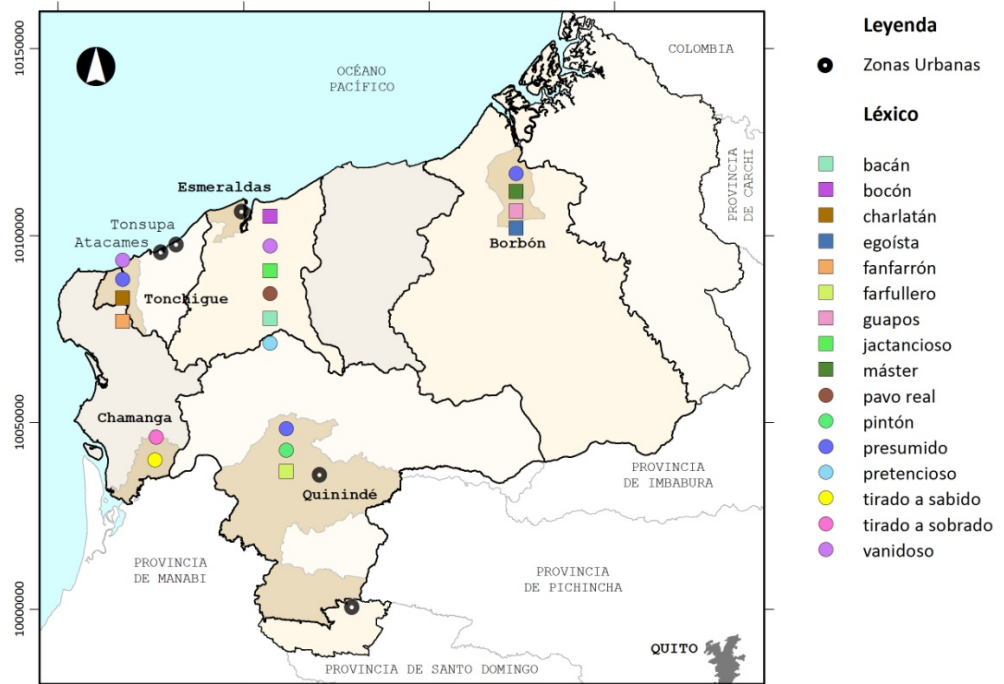 10150000
10100000
10050000
10000000
COLOMBIA
OCÉANO
PACÍFICO
PROVINCIA
DE CARCHI
Esmeraldas
Tonsupa
Atacames
Borbón
Tonchigue
Chamanga
Quinindé
PROVINCIA
DE IMBABURA
PROVINCIA
DE MANABI
PROVINCIA
DE PICHINCHA
QUITO
PROVINCIA DE SANTO DOMINGO
Leyenda
Zonas Urbanas
Léxico
bacán
bocón
charlatán
egoísta
fanfarrón
farfullero
guapos
jactancioso
máster
pavo real
pintón
presumido
pretencioso
tirado a sabido
tirado a sobrado
vanidoso